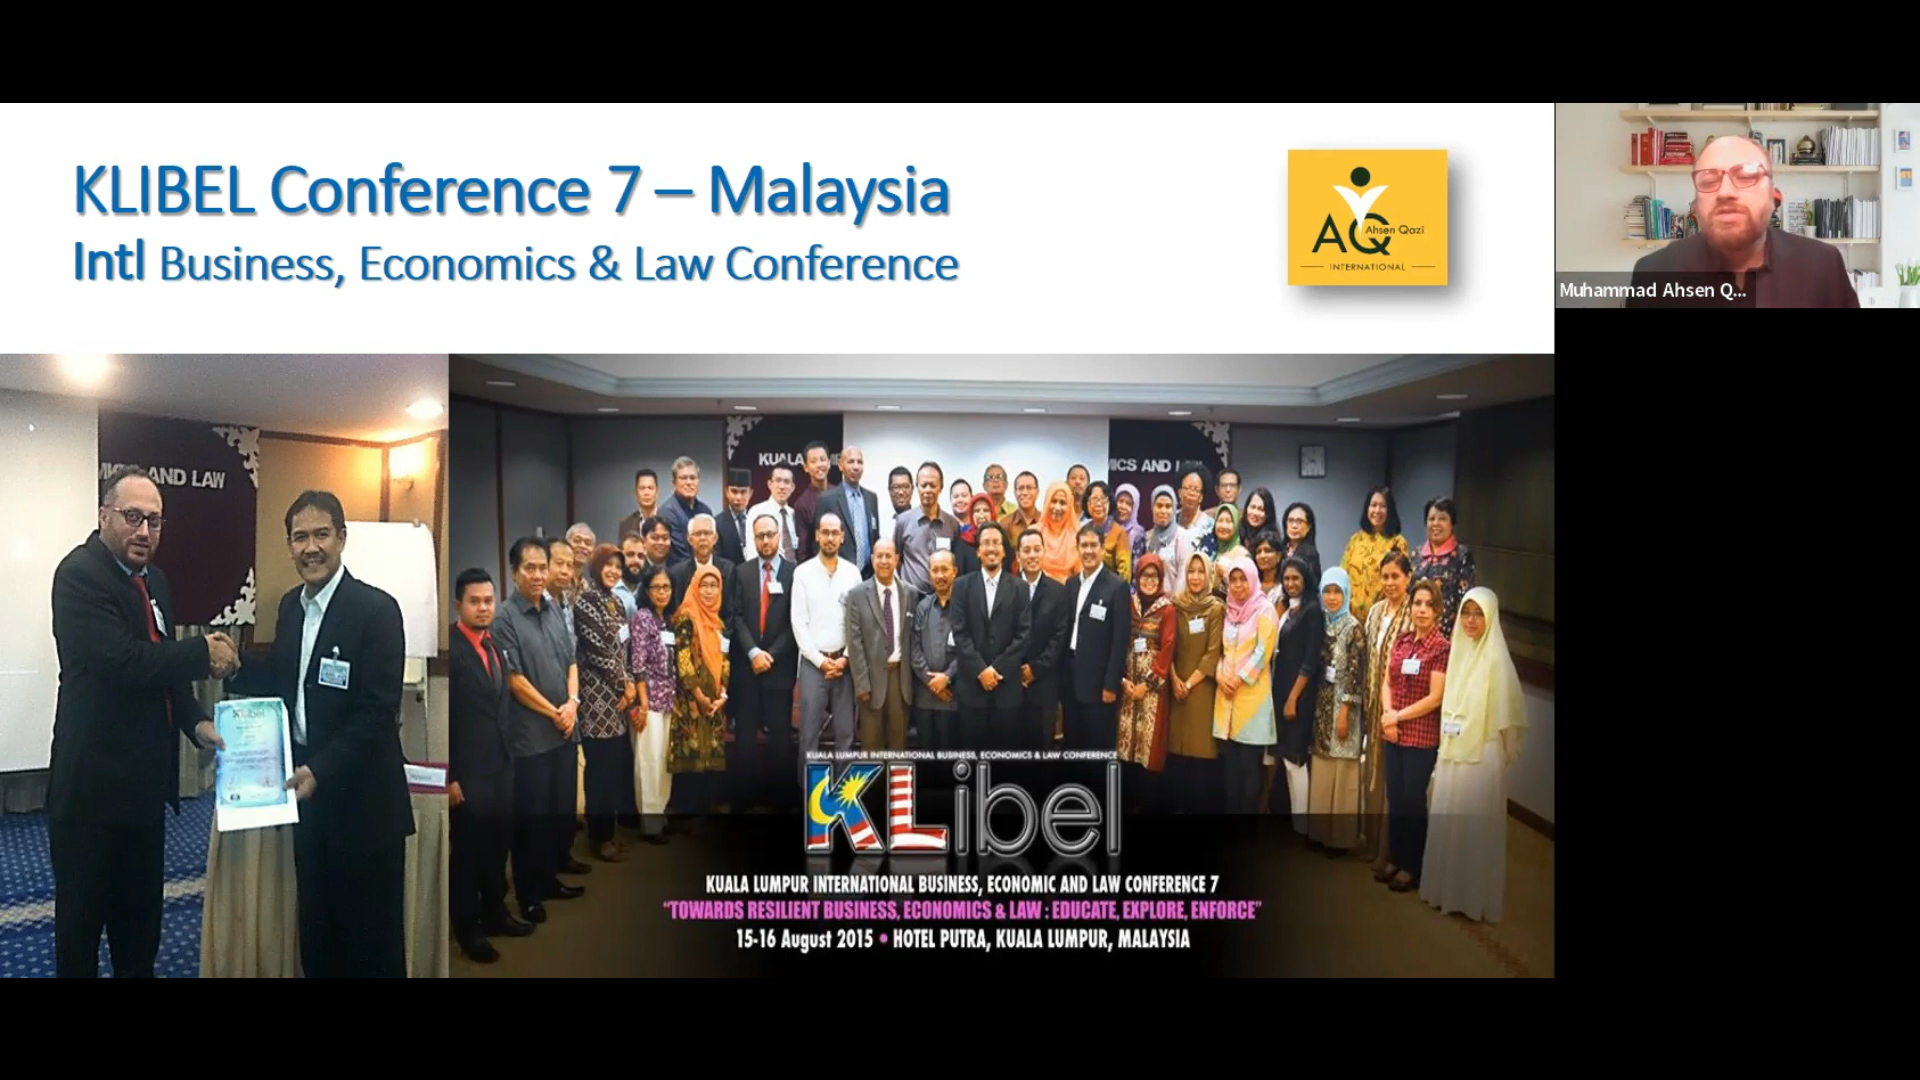 KLIBEL Conference 7 – Malaysia
Intl Business, Economics & Law Conference
AQ
Ahsen Qazi
INTERNATIONAL
Muhammad Ahsen Q...
AND LAW
KUALA
MICS AND
KLibel
KUALA LUMPUR INTERNATIONAL BUSINESS, ECONOMICS & LAW CONFERENCE
KLibel
KUALA LUMPUR INTERNATIONAL BUSINESS, ECONOMIC AND LAW CONFERENCE 7
"TOWARDS RESILIENT BUSINESS, ECONOMICS & LAW : EDUCATE, EXPLORE, ENFORCE"
15-16 August 2015 • HOTEL PUTRA, KUALA LUMPUR, MALAYSIA